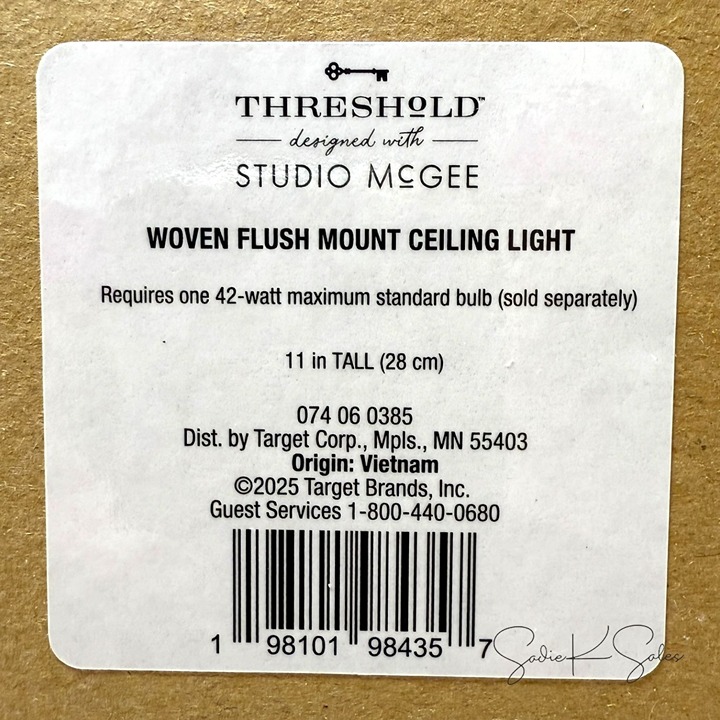 THRESHOLD™
designed with
STUDIO McGEE
WOVEN FLUSH MOUNT CEILING LIGHT
Requires one 42-watt maximum standard bulb (sold separately)
11 in TALL (28 cm)
074 06 0385
Dist. by Target Corp., Mpls., MN 55403
Origin: Vietnam
©2025 Target Brands, Inc.
Guest Services 1-800-440-0680
1 98101 98435 7
SadieK Sales